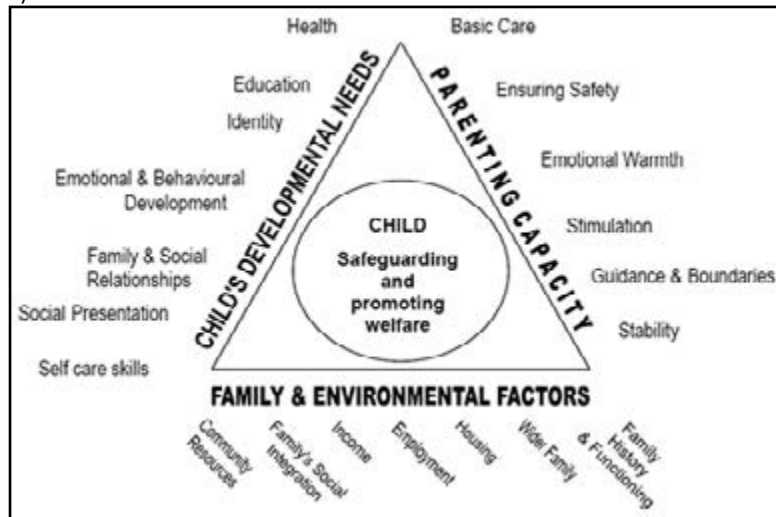 )
Health
Education
Identity
Emotional & Behavioural
Development
Family & Social
Relationships
Social Presentation
Self care skills
CHILD'S DEVELOPMENTAL NEEDS
Basic Care
Ensuring Safety
Emotional Warmth
Stimulation
Guidance & Boundaries
Stability
PARENTING CAPACITY
CHILD
Safeguarding
and
promoting
welfare
FAMILY & ENVIRONMENTAL FACTORS
Community
Resources
Family's Social
Integration
Income
Employment
Housing
Wider Family
Family
History
& Functioning